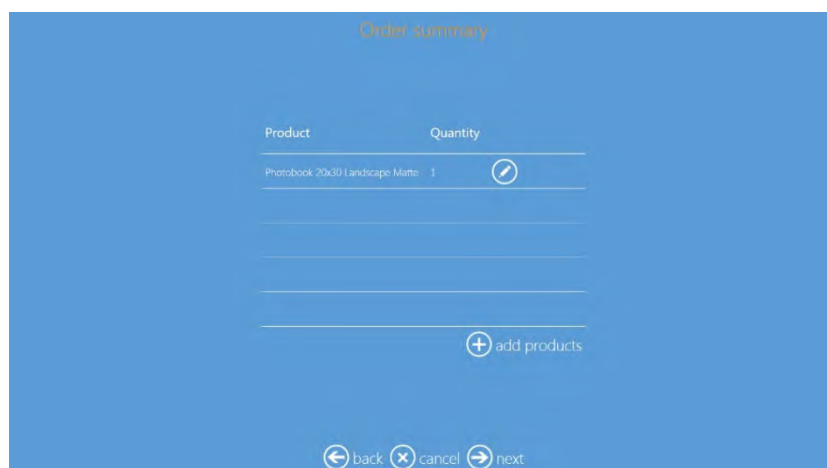 Order summary
Product Quantity
Photobook 20x30 Landscape Matte 1
add products
back cancel next